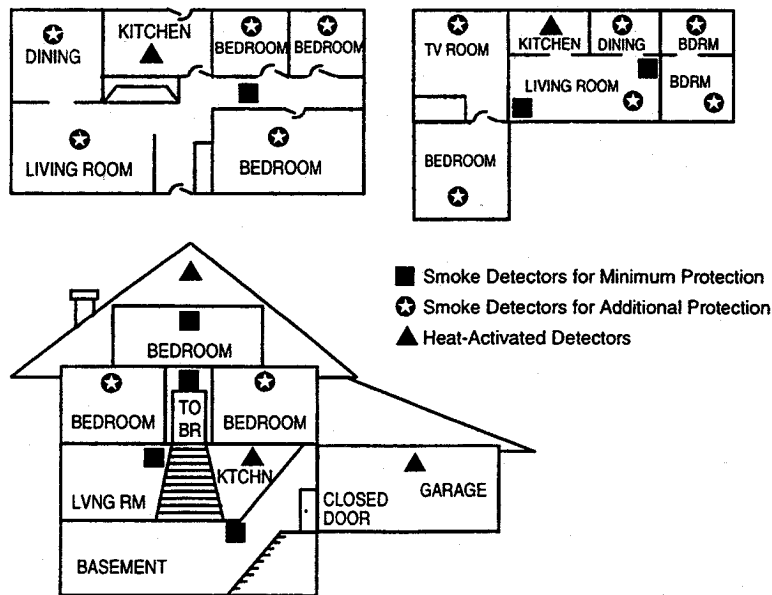 DINING
KITCHEN
BEDROOM
BEDROOM
LIVING ROOM
BEDROOM
TV ROOM
KITCHEN
DINING
BDRM
LIVING ROOM
BDRM
BEDROOM
Smoke Detectors for Minimum Protection
Smoke Detectors for Additional Protection
Heat-Activated Detectors
BEDROOM
BEDROOM
TO
BR
BEDROOM
LVNG RM
KTCHN
CLOSED
DOOR
GARAGE
BASEMENT